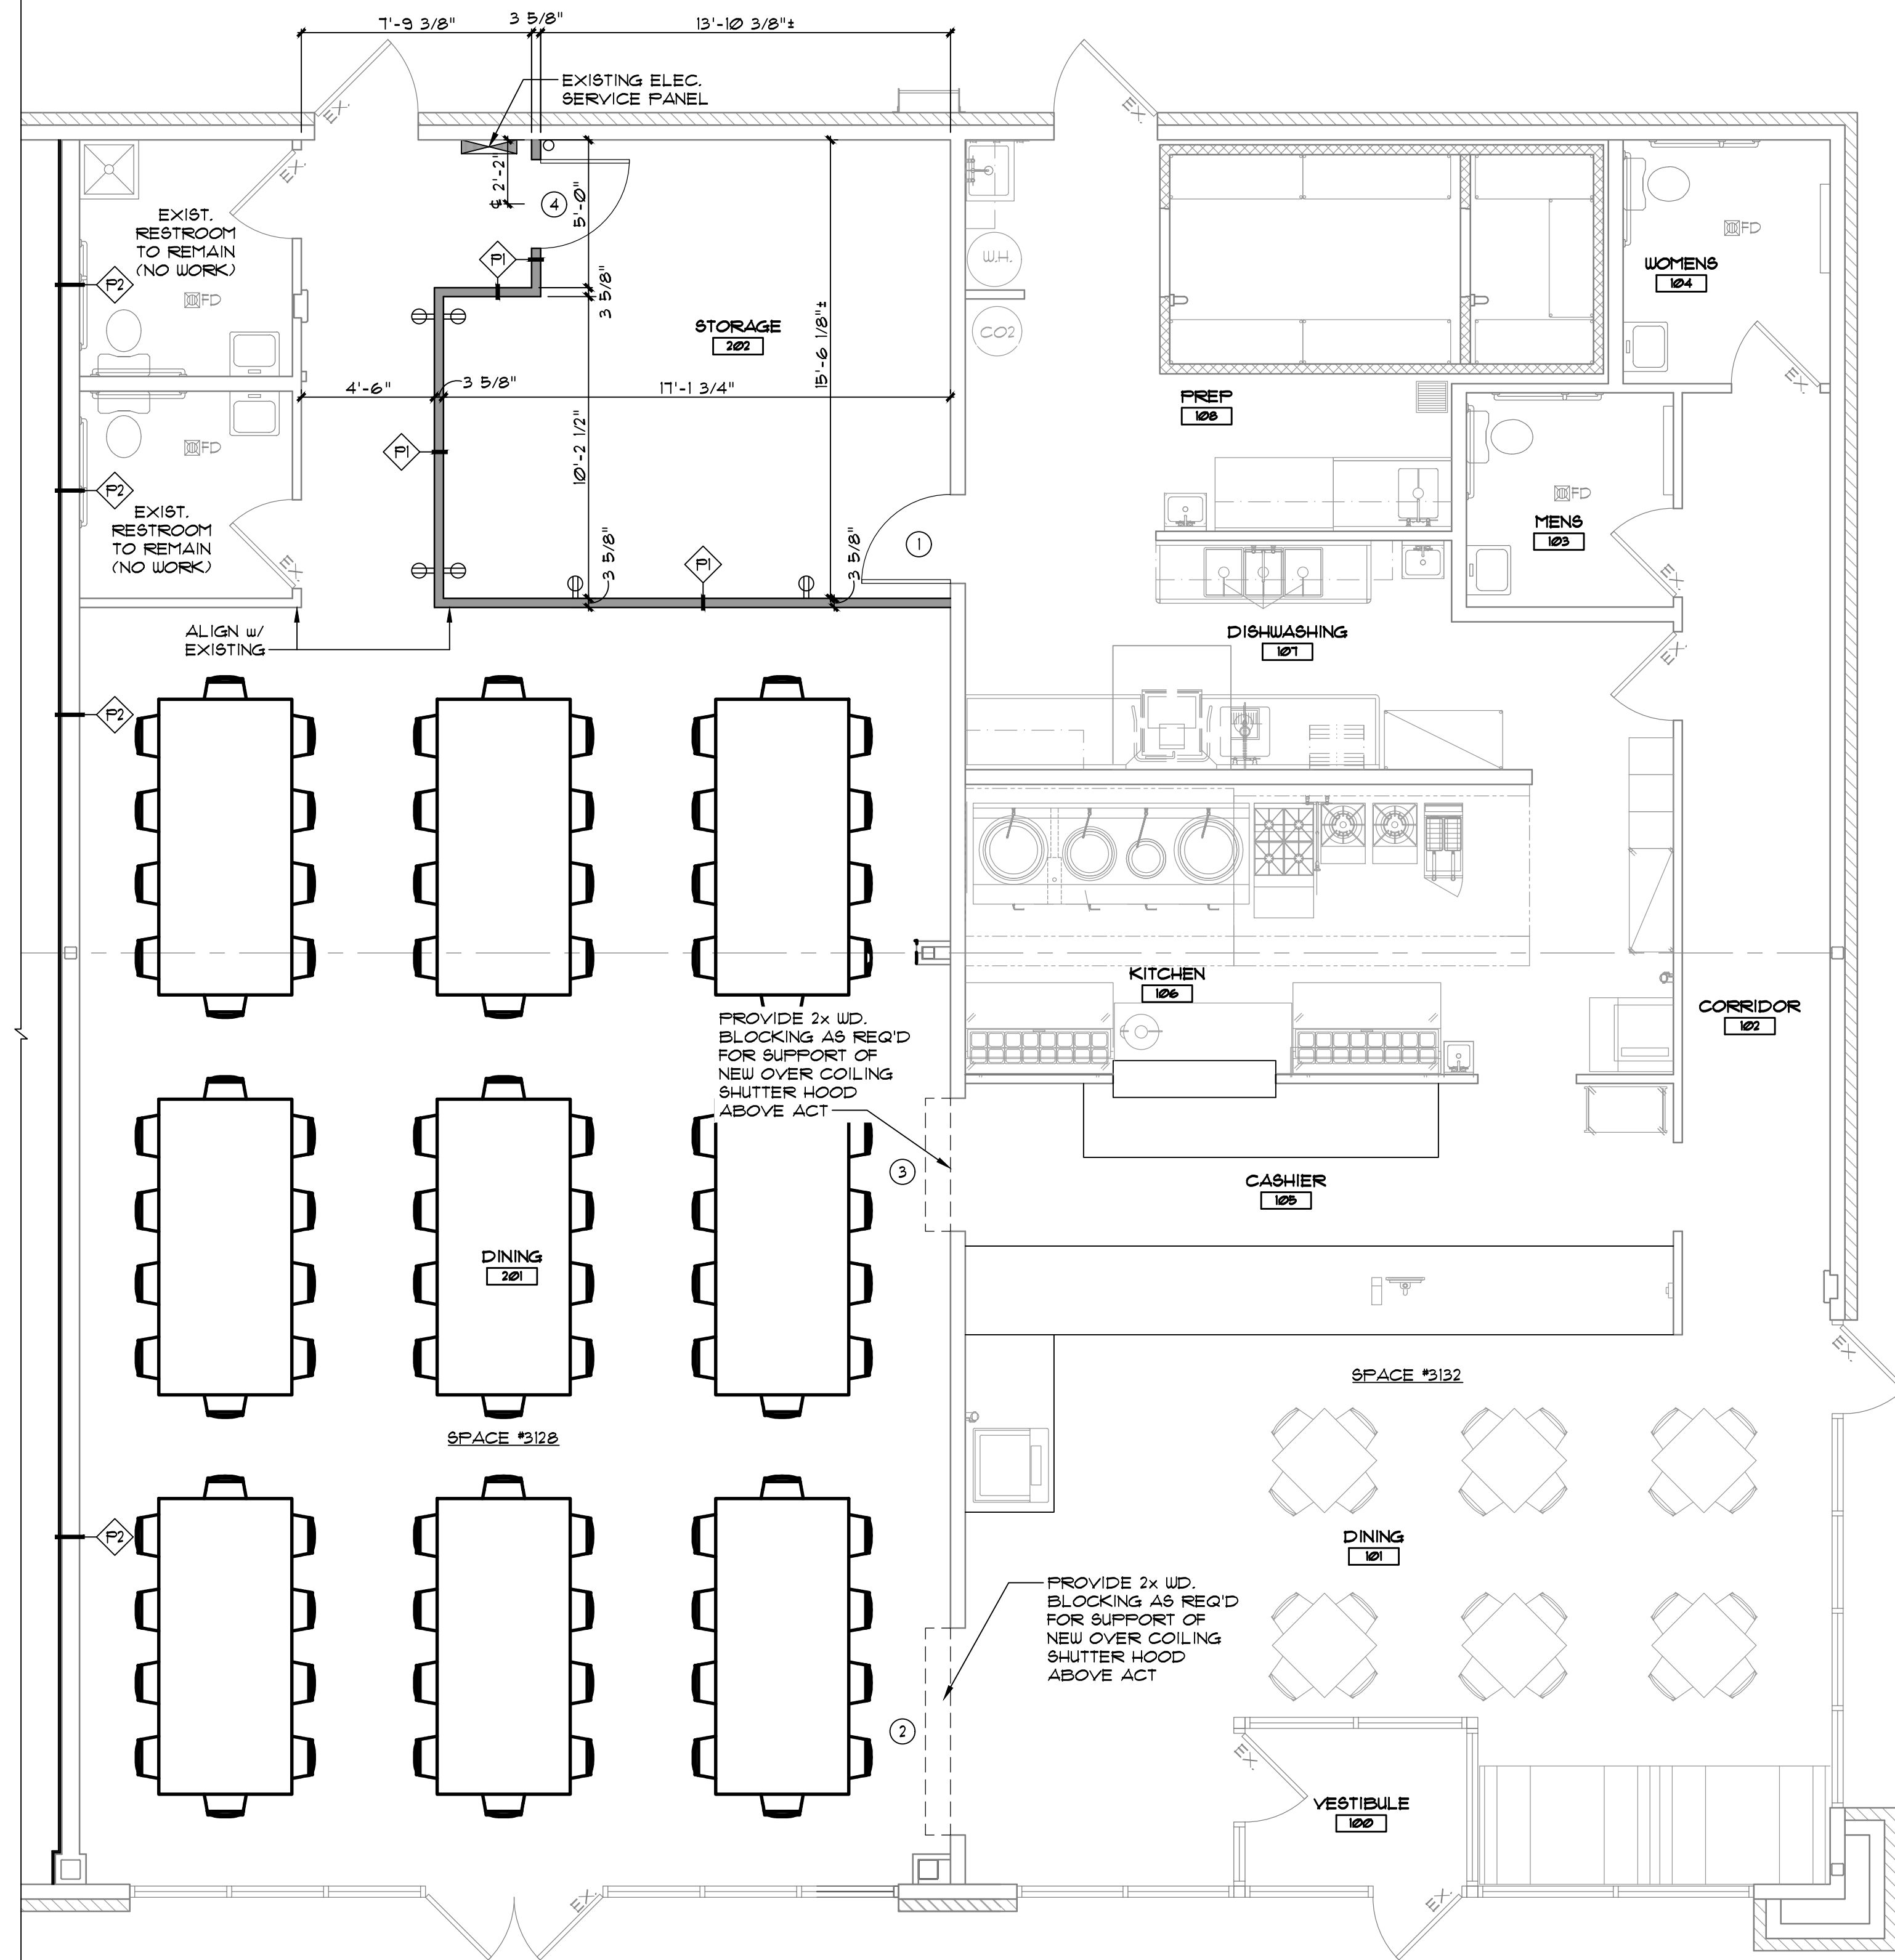 7'-9 3/8"
3 5/8"
13'-10 3/8"±
EXISTING ELEC.
SERVICE PANEL
EX.
EX.
EX.
EX.
℄ 2'-2"
5'-0"
4
EXIST.
RESTROOM
TO REMAIN
(NO WORK)
P2
FD
P1
3 5/8"
STORAGE
202
15'-6 1/8"±
W.H.
CO2
WOMENS
104
FD
EX.
4'-6"
3 5/8"
17'-1 3/4"
PREP
108
10'-2 1/2"
P1
FD
P2
EXIST.
RESTROOM
TO REMAIN
(NO WORK)
EX.
P1
3 5/8"
3 5/8"
1
FD
MENS
103
EX.
ALIGN w/
EXISTING
DISHWASHING
107
EX.
P2
KITCHEN
106
CORRIDOR
102
PROVIDE 2x WD.
BLOCKING AS REQ'D
FOR SUPPORT OF
NEW OVER COILING
SHUTTER HOOD
ABOVE ACT
3
CASHIER
105
DINING
201
EX.
SPACE #3132
SPACE #3128
P2
DINING
101
PROVIDE 2x WD.
BLOCKING AS REQ'D
FOR SUPPORT OF
NEW OVER COILING
SHUTTER HOOD
ABOVE ACT
2
EX.
VESTIBULE
100
EX.
EX.